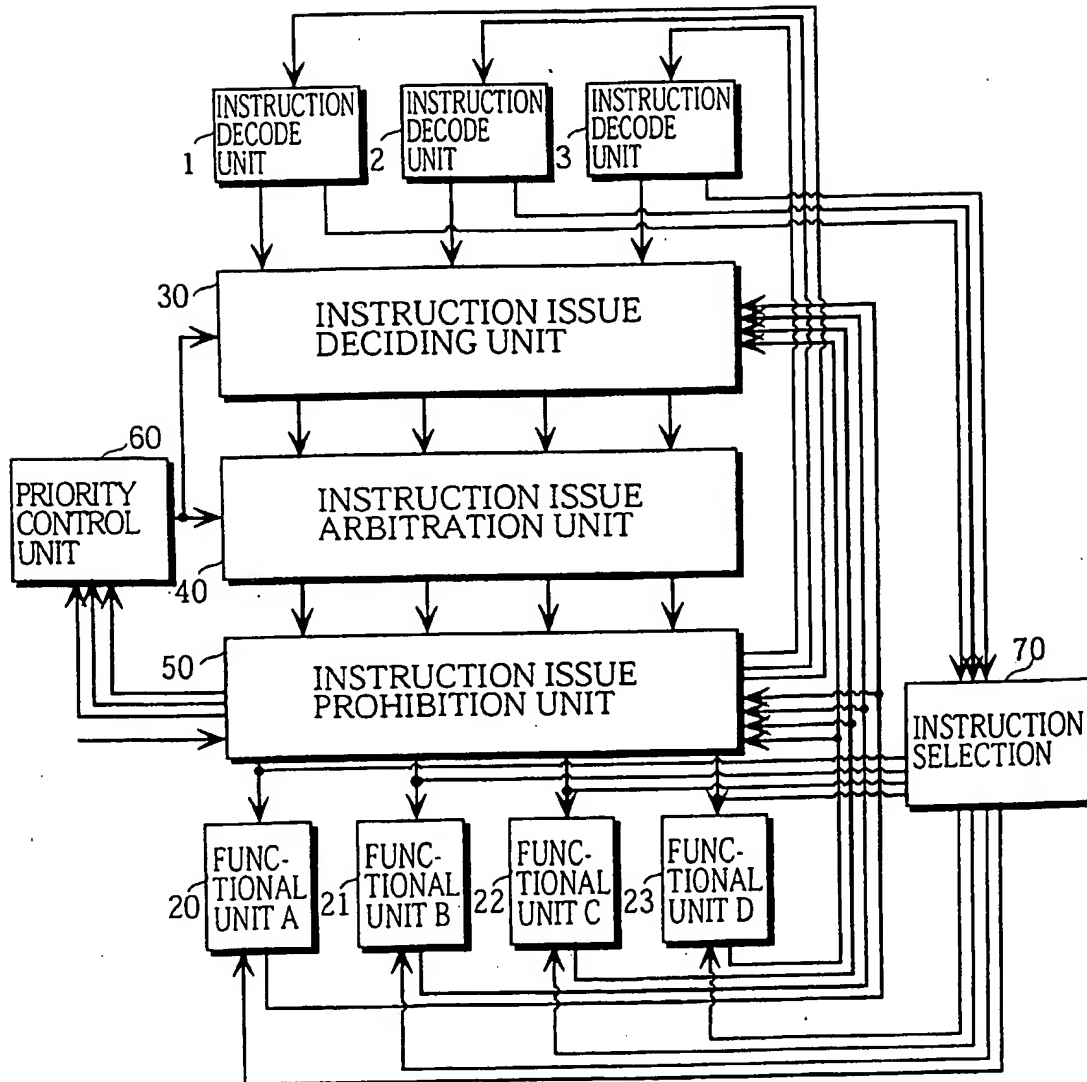 INSTRUCTION
DECODE
UNIT
1
INSTRUCTION
DECODE
UNIT
2
INSTRUCTION
DECODE
UNIT
3
30
INSTRUCTION ISSUE
DECIDING UNIT
60
PRIORITY
CONTROL
UNIT
INSTRUCTION ISSUE
ARBITRATION UNIT
40
50
INSTRUCTION ISSUE
PROHIBITION UNIT
70
INSTRUCTION
SELECTION
FUNC-
TIONAL
UNIT A
20
FUNC-
TIONAL
UNIT B
21
FUNC-
TIONAL
UNIT C
22
FUNC-
TIONAL
UNIT D
23